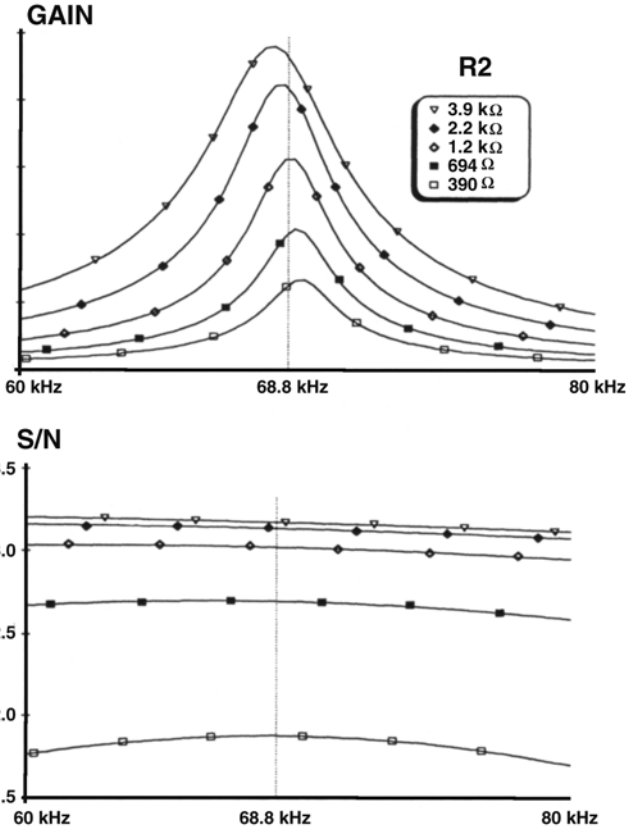 GAIN
R2
3.9 kΩ
2.2 kΩ
1.2 kΩ
694 Ω
390 Ω
60 kHz 68.8 kHz 80 kHz
S/N
.5
.0
.5
.0
.5
60 kHz 68.8 kHz 80 kHz